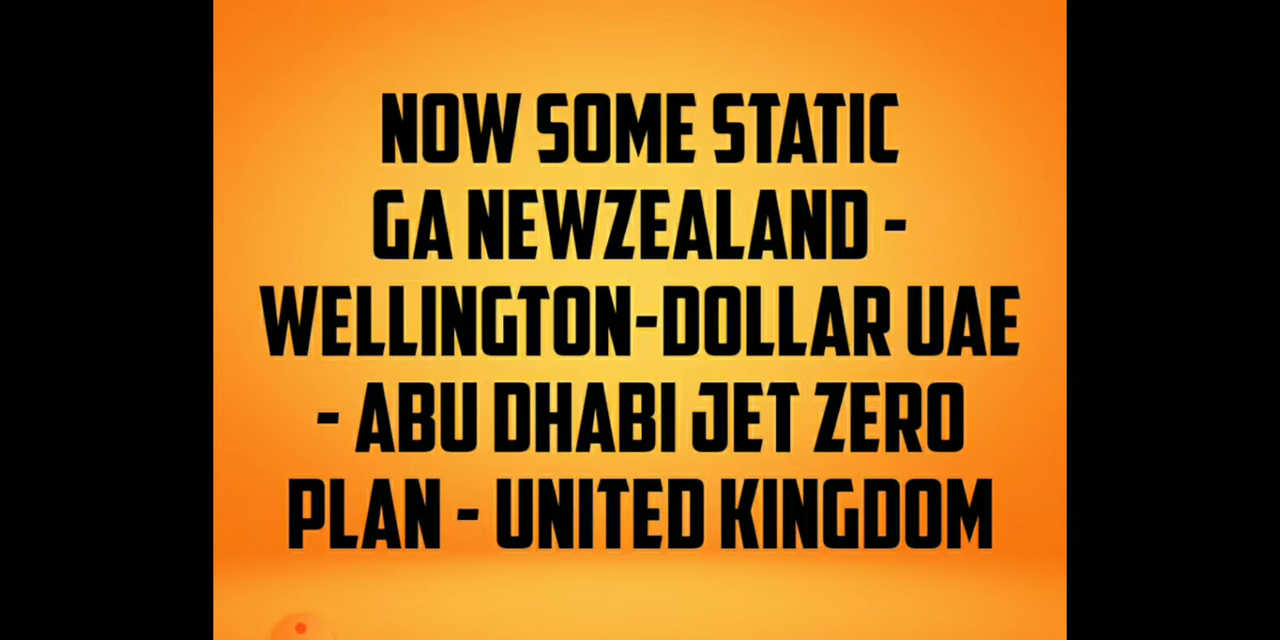 NOW SOME STATIC
GA NEWZEALAND -
WELLINGTON-DOLLAR UAE
- ABU DHABI JET ZERO
PLAN - UNITED KINGDOM